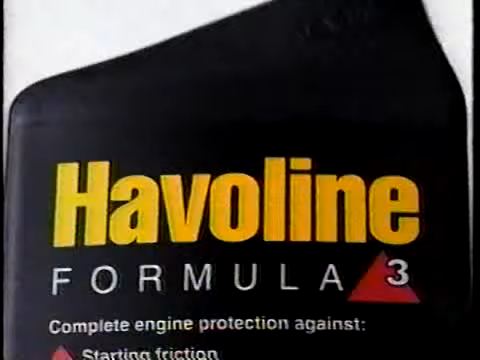 Havoline
FORMULA 3
Complete engine protection against:
Starting friction